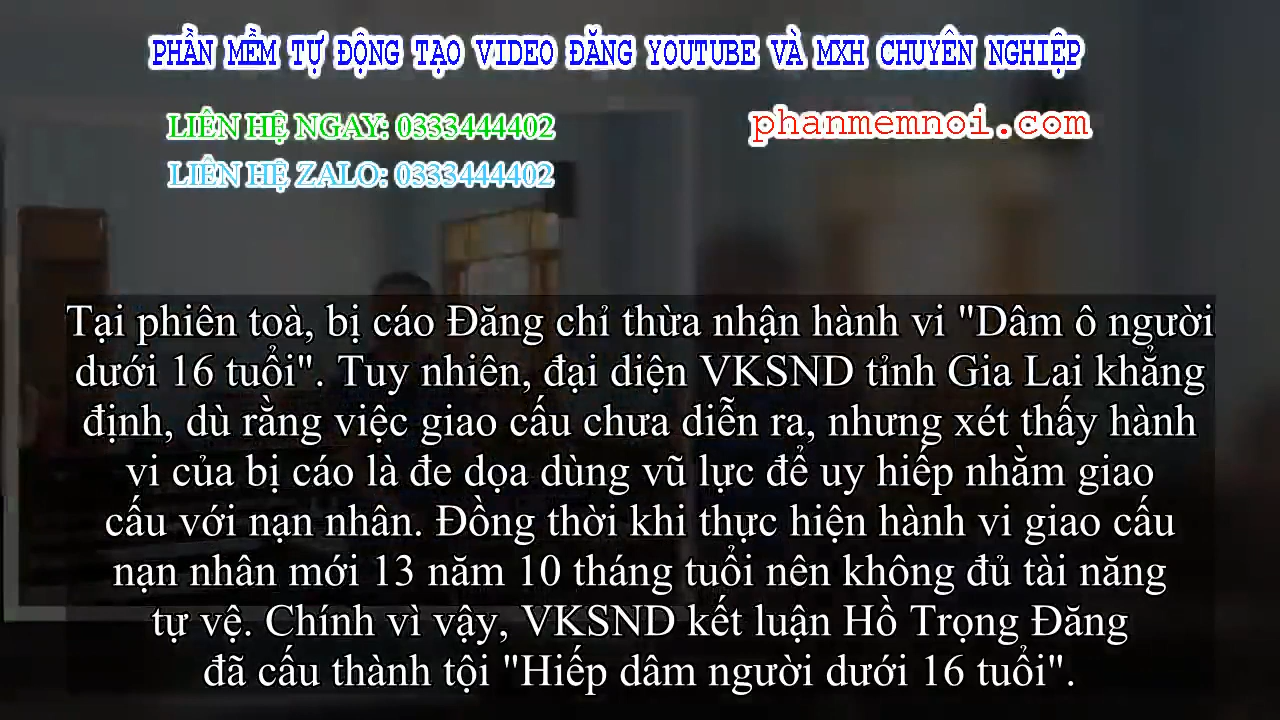 PHẦN MỀM TỰ ĐỘNG TẠO VIDEO ĐĂNG YOUTUBE VÀ MXH CHUYÊN NGHIỆP
LIÊN HỆ NGAY: 0333444402
phanmemnoi.com
LIÊN HỆ ZALO: 0333444402
Tại phiên toà, bị cáo Đăng chỉ thừa nhận hành vi "Dâm ô người
dưới 16 tuổi". Tuy nhiên, đại diện VKSND tỉnh Gia Lai khẳng
định, dù rằng việc giao cấu chưa diễn ra, nhưng xét thấy hành
vi của bị cáo là đe dọa dùng vũ lực để uy hiếp nhằm giao
cấu với nạn nhân. Đồng thời khi thực hiện hành vi giao cấu
nạn nhân mới 13 năm 10 tháng tuổi nên không đủ tài năng
tự vệ. Chính vì vậy, VKSND kết luận Hồ Trọng Đăng
đã cấu thành tội "Hiếp dâm người dưới 16 tuổi".